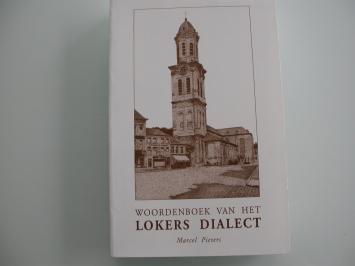 WOORDENBOEK VAN HET
LOKERS DIALECT
Marcel Pieters